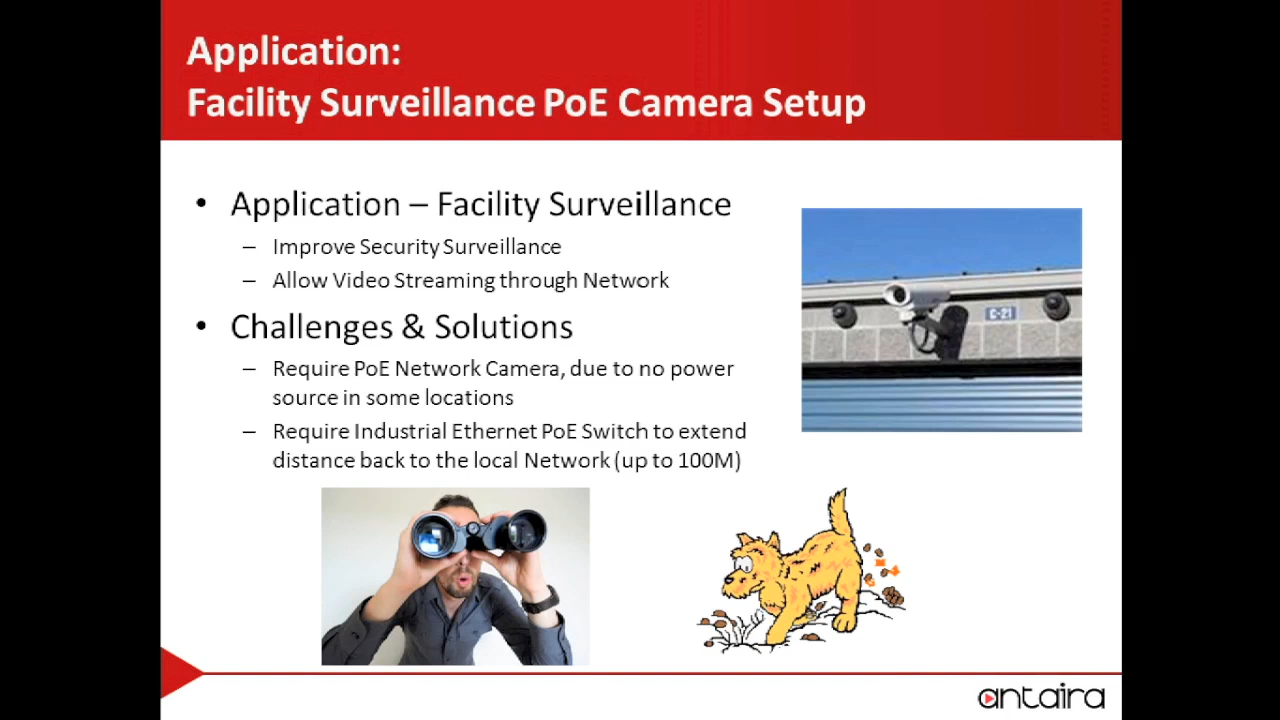 Application:
Facility Surveillance PoE Camera Setup
• Application – Facility Surveillance
– Improve Security Surveillance
– Allow Video Streaming through Network
• Challenges & Solutions
– Require PoE Network Camera, due to no power
source in some locations
– Require Industrial Ethernet PoE Switch to extend
distance back to the local Network (up to 100M)
C-21
antaira